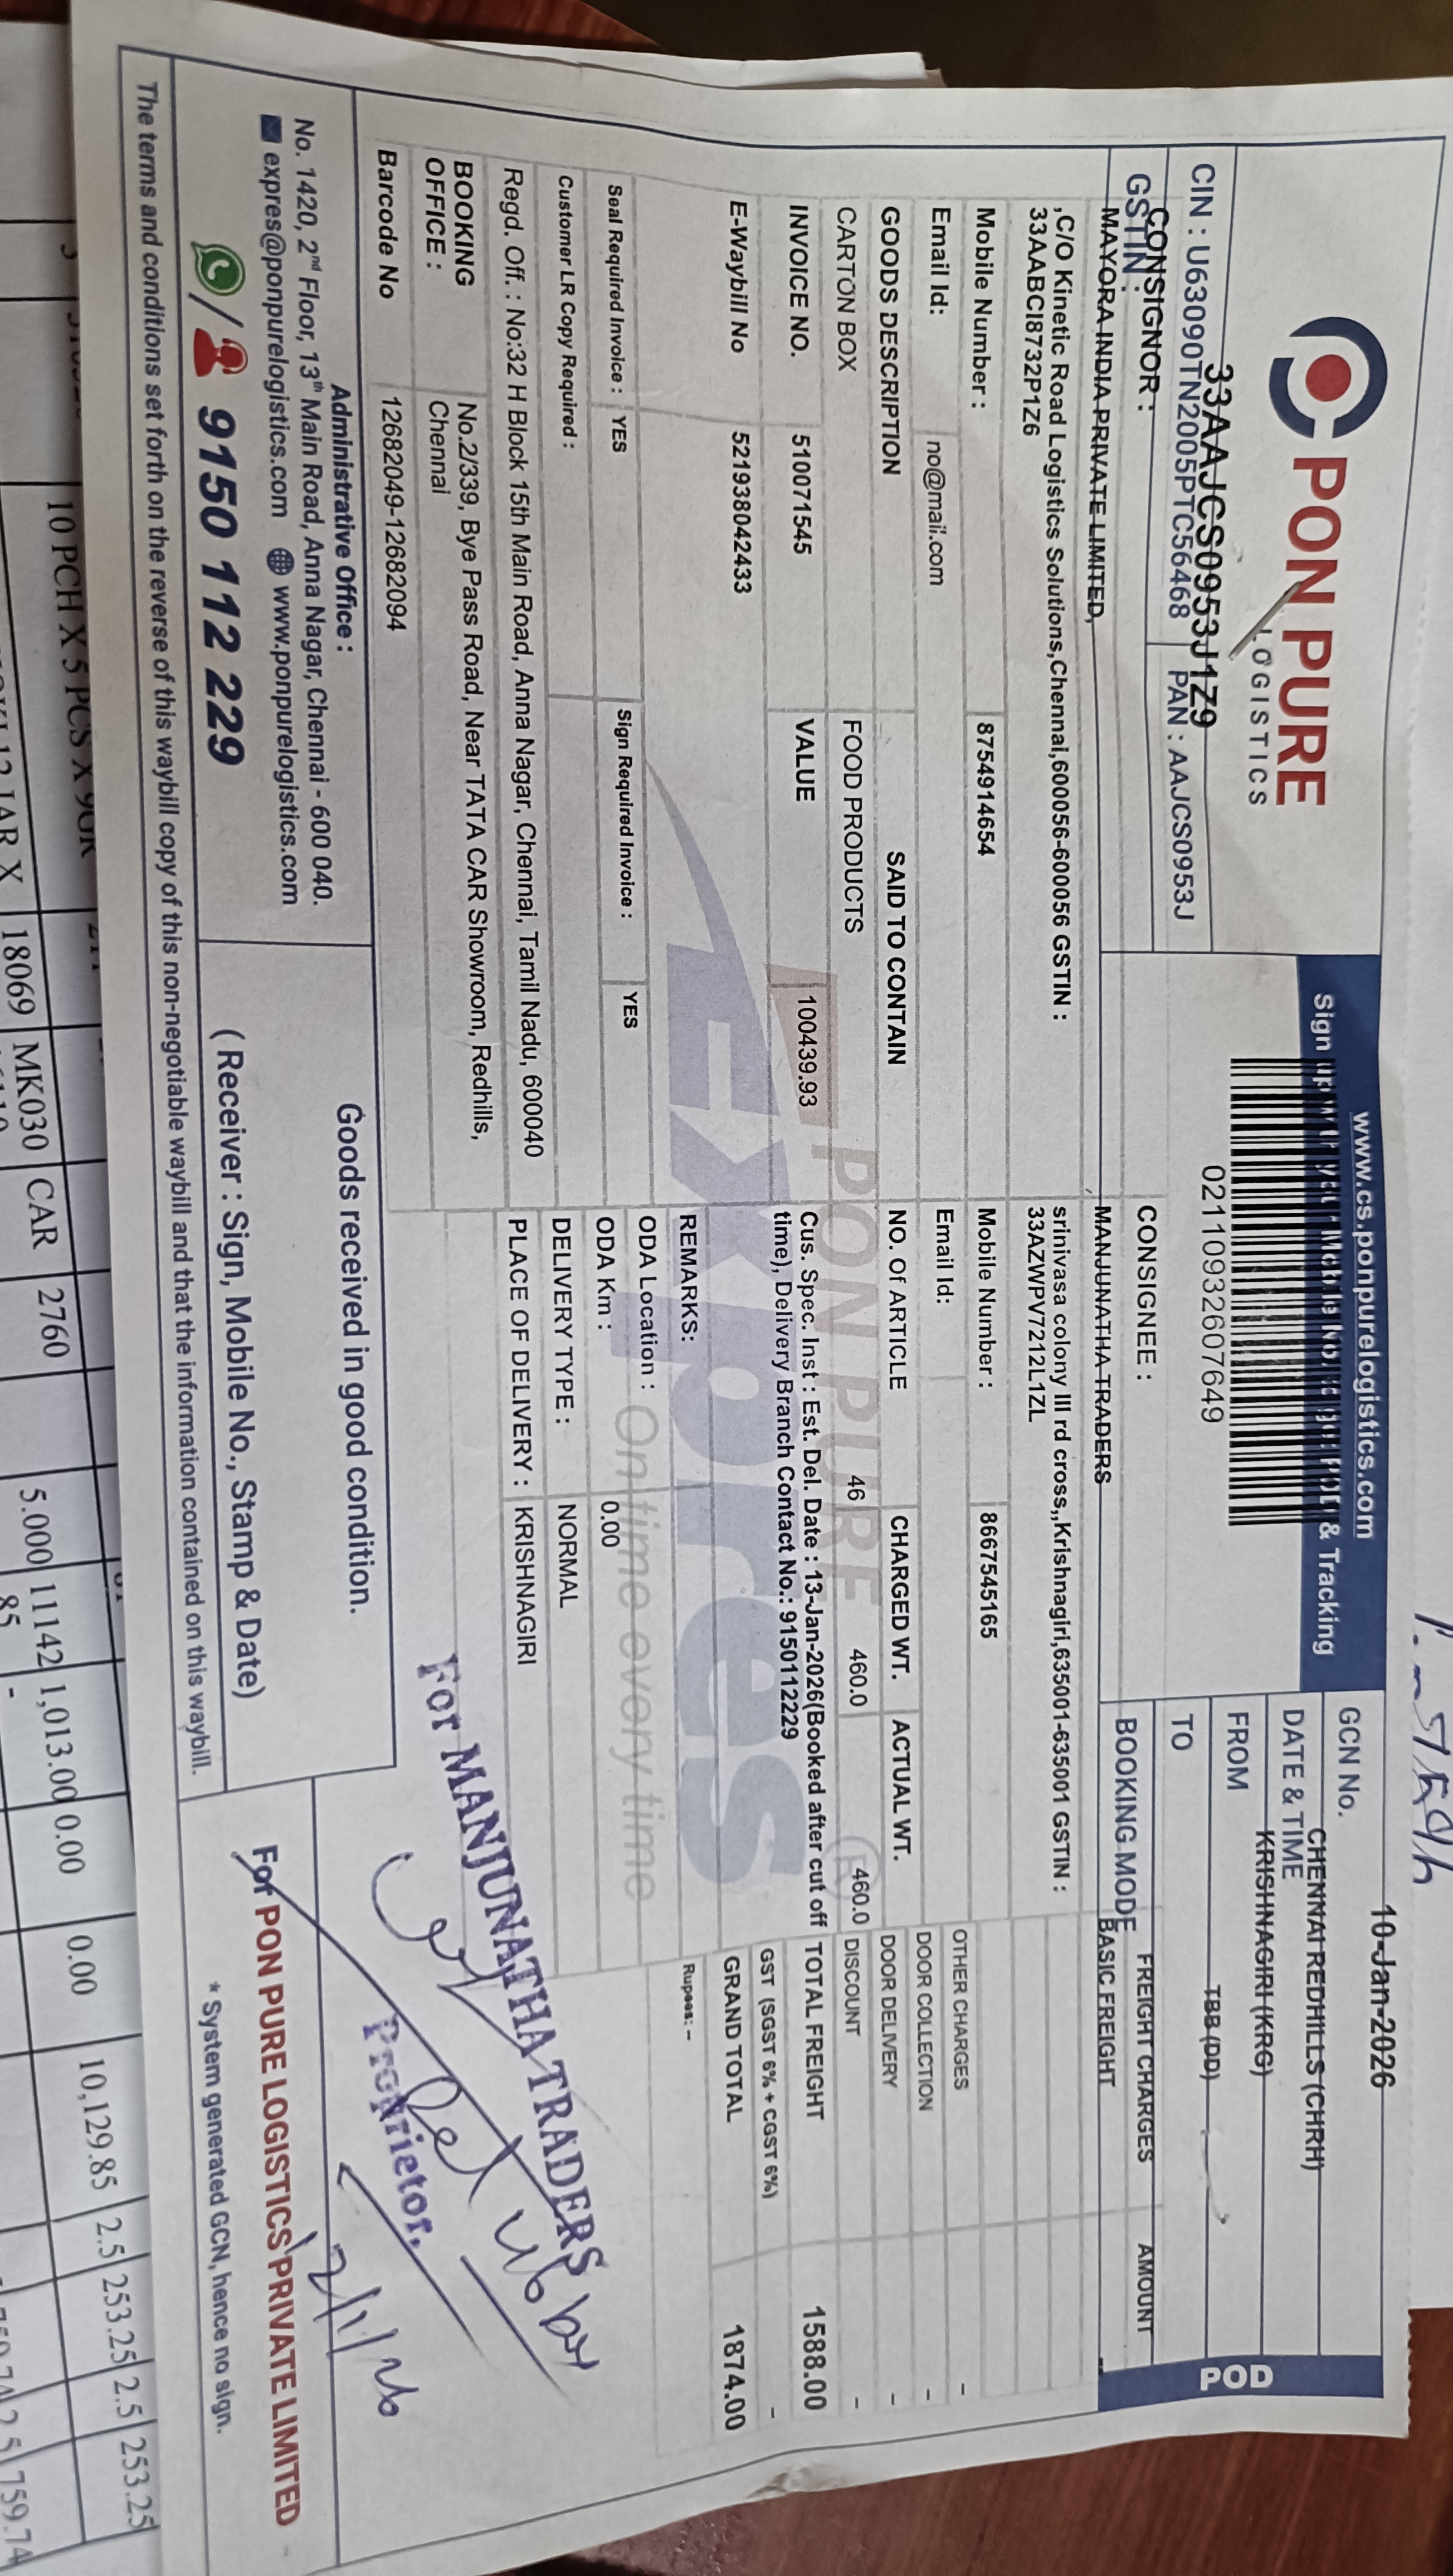 PON PURE
LOGISTICS
CIN : U63090TN2005PTC56468 PAN : AAJCS0953J
GSTIN :
33AAJCS0953J1Z9
www.cs.ponpurelogistics.com
& Tracking
02110932607649
GCN No.
DATE & TIME
10-Jan-2026
FROM
CHENNAI REDHILLS (CHRH)
TO
KRISHNAGIRI (KRG)
BOOKING MODE
TBB (DD)
POD
CONSIGNOR :
MAYORA INDIA PRIVATE LIMITED,
,C/O Kinetic Road Logistics Solutions,Chennai,600056-600056 GSTIN :
33AABCI8732P1Z6
Mobile Number : 8754914654
Email Id: no@mail.com
CONSIGNEE :
MANJUNATHA TRADERS
srinivasa colony III rd cross,,Krishnagiri,635001-635001 GSTIN :
33AZWPV7212L1ZL
Mobile Number : 8667545165
Email Id:
FREIGHT CHARGES AMOUNT
BASIC FREIGHT
OTHER CHARGES -
DOOR COLLECTION -
DOOR DELIVERY -
DISCOUNT -
TOTAL FREIGHT 1588.00
GST (SGST 6% + CGST 6%) -
GRAND TOTAL 1874.00
Rupees: –
GOODS DESCRIPTION SAID TO CONTAIN NO. Of ARTICLE CHARGED WT. ACTUAL WT.
CARTON BOX FOOD PRODUCTS 46 460.0 460.0
INVOICE NO. 510071545 VALUE 100439.93
Cus. Spec. Inst : Est. Del. Date : 13-Jan-2026(Booked after cut off
time), Delivery Branch Contact No.: 9150112229
E-Waybill No 521938042433
REMARKS:
PON PURE
Expres
On time every time
Seal Required Invoice : YES Sign Required Invoice : YES
ODA Location :
Customer LR Copy Required :
ODA Km : 0.00
DELIVERY TYPE : NORMAL
Regd. Off. : No:32 H Block 15th Main Road, Anna Nagar, Chennai, Tamil Nadu, 600040
PLACE OF DELIVERY : KRISHNAGIRI
BOOKING OFFICE : No.2/339, Bye Pass Road, Near TATA CAR Showroom, Redhills,
Chennai
Barcode No 12682049-12682094
For MANJUNATHA TRADERS
Proprietor.
Administrative Office :
No. 1420, 2nd Floor, 13th Main Road, Anna Nagar, Chennai - 600 040.
expres@ponpurelogistics.com www.ponpurelogistics.com
/ 9150 112 229
Goods received in good condition.
( Receiver : Sign, Mobile No., Stamp & Date)
For PON PURE LOGISTICS PRIVATE LIMITED
* System generated GCN, hence no sign.
The terms and conditions set forth on the reverse of this waybill copy of this non-negotiable waybill and that the information contained on this waybill.
10 PCH X 5 PCS X 9GR
18069 MK030 CAR 2760 5.000 1142 1,013.00 0.00 0.00 10,129.85 2.5 253.25 2.5 253.25
12 JAR X
85 - 2.5 759.74